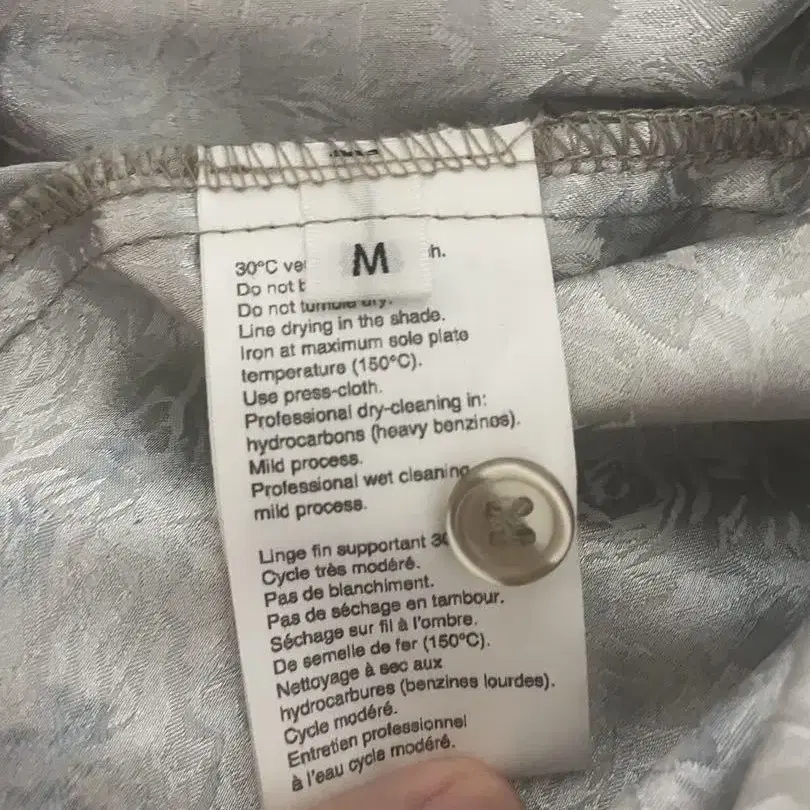 M
30°C h.
Do not
Do not tumble dry.
Line drying in the shade.
Iron at maximum sole plate
temperature (150°C).
Use press-cloth.
Professional dry-cleaning in:
hydrocarbons (heavy benzines).
Mild process.
Professional wet cleaning
mild process.
Linge fin supportant
Cycle très modéré.
Pas de blanchiment.
Pas de séchage en tambour.
Séchage sur fil à l'ombre.
De semelle de fer (150°C).
Nettoyage à sec aux
hydrocarbures (benzines lourdes).
Cycle modéré.
Entretien professionnel
à l'eau cycle modéré.